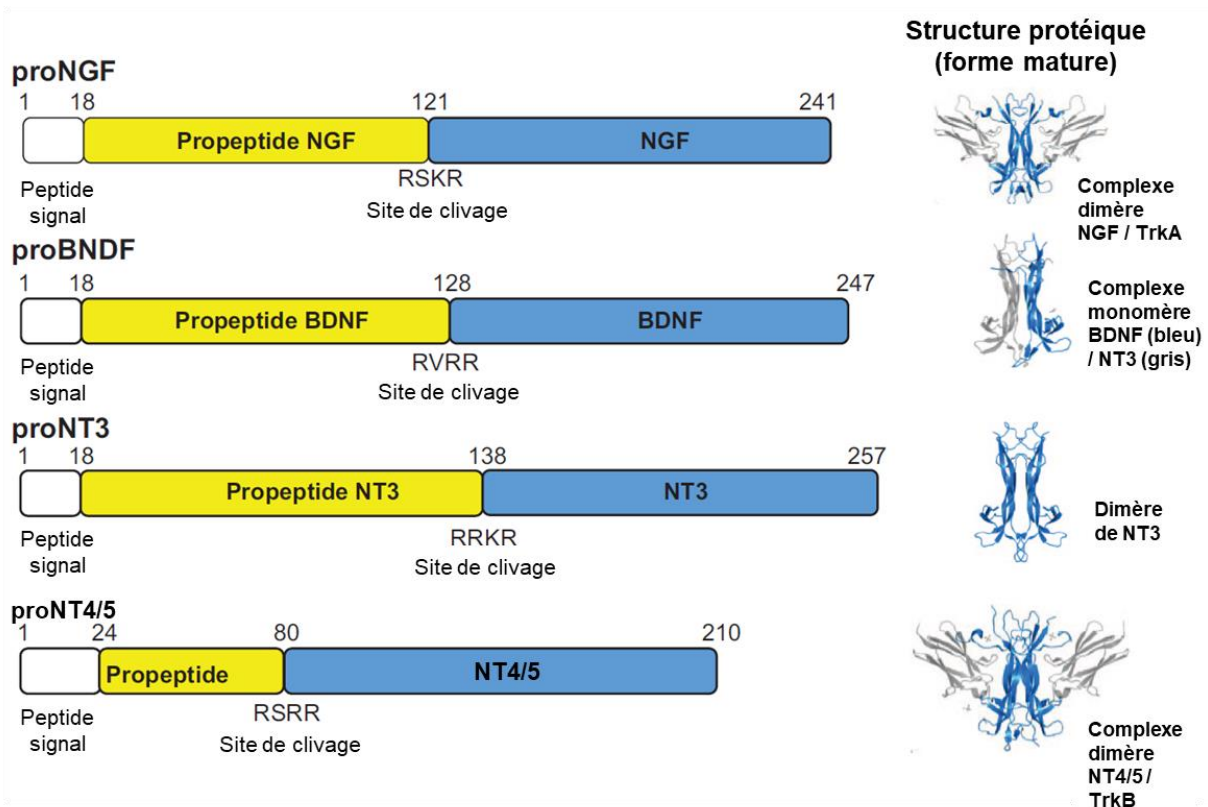 Structure protéique
(forme mature)
proNGF
1 18 121 241
Propeptide NGF NGF
RSKR
Peptide
signal
Site de clivage
Complexe
dimère
NGF / TrkA
proBNDF
1 18 128 247
Propeptide BDNF BDNF
RVRR
Peptide
signal
Site de clivage
Complexe
monomère
BDNF (bleu)
/ NT3 (gris)
proNT3
1 18 138 257
Propeptide NT3 NT3
RRKR
Peptide
signal
Site de clivage
Dimère
de NT3
proNT4/5
1 24 80 210
Propeptide NT4/5
RSRR
Peptide
signal
Site de clivage
Complexe
dimère
NT4/5 /
TrkB